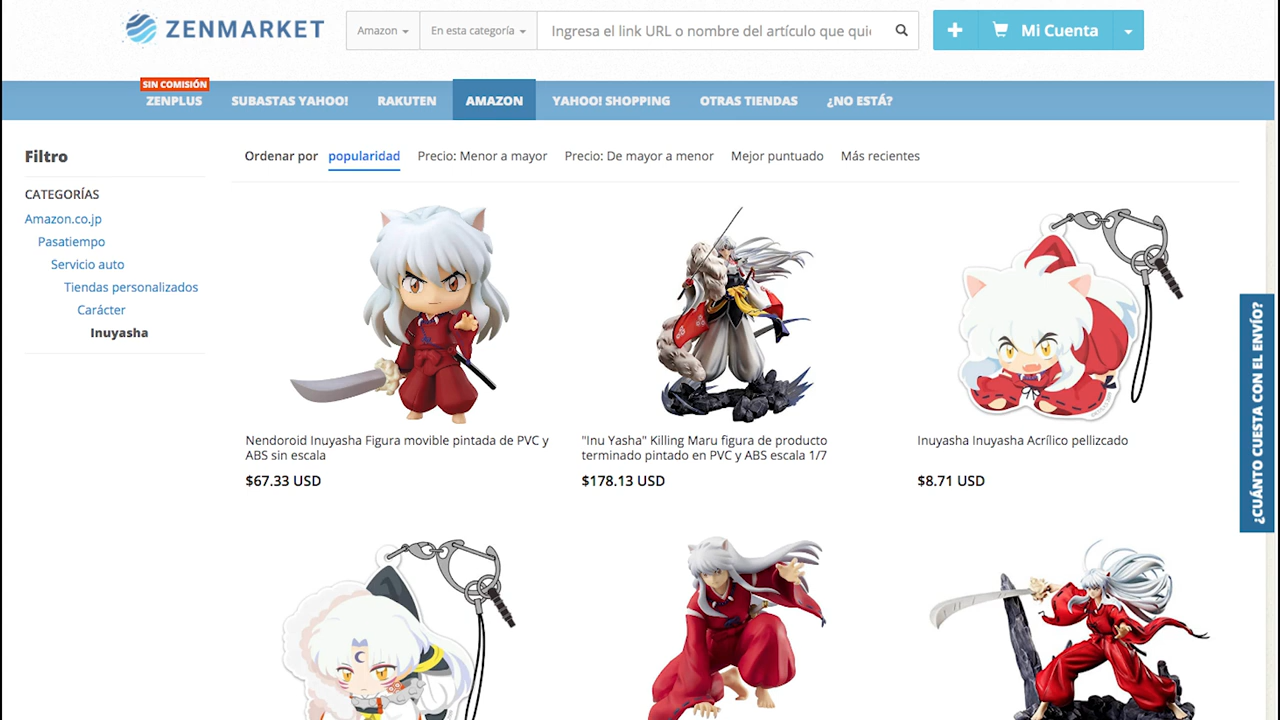 ZENMARKET
Amazon
En esta categoría
Ingresa el link URL o nombre del artículo que quie
Mi Cuenta
SIN COMISIÓN
ZENPLUS
SUBASTAS YAHOO!
RAKUTEN
AMAZON
YAHOO! SHOPPING
OTRAS TIENDAS
¿NO ESTÁ?
Filtro
CATEGORÍAS
Amazon.co.jp
Pasatiempo
Servicio auto
Tiendas personalizados
Carácter
Inuyasha
Ordenar por popularidad Precio: Menor a mayor Precio: De mayor a menor Mejor puntuado Más recientes
Nendoroid Inuyasha Figura movible pintada de PVC y
ABS sin escala
$67.33 USD
"Inu Yasha" Killing Maru figura de producto
terminado pintado en PVC y ABS escala 1/7
$178.13 USD
Inuyasha Inuyasha Acrílico pellizcado
$8.71 USD
¿CUÁNTO CUESTA CON EL ENVÍO?